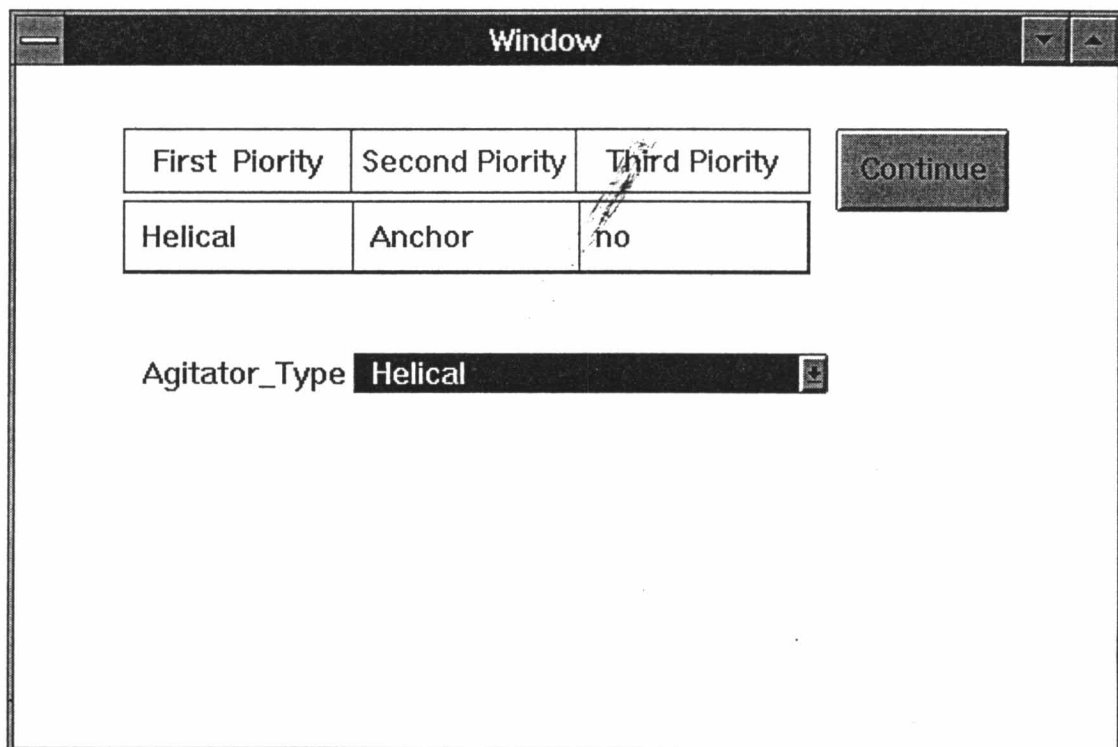 Window
First Piority Second Piority Third Piority Continue
Helical Anchor no
Agitator_Type Helical